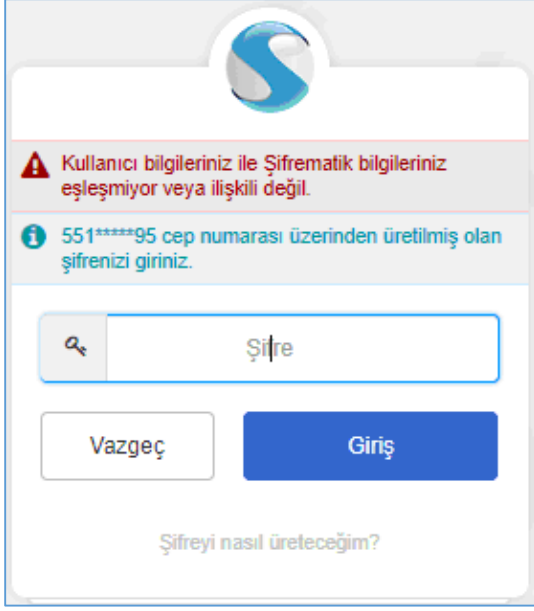 Kullanıcı bilgileriniz ile Şifrematik bilgileriniz
eşleşmiyor veya ilişkili değil.
551*****95 cep numarası üzerinden üretilmiş olan
şifrenizi giriniz.
Şifre
Vazgeç
Giriş
Şifreyi nasıl üreteceğim?